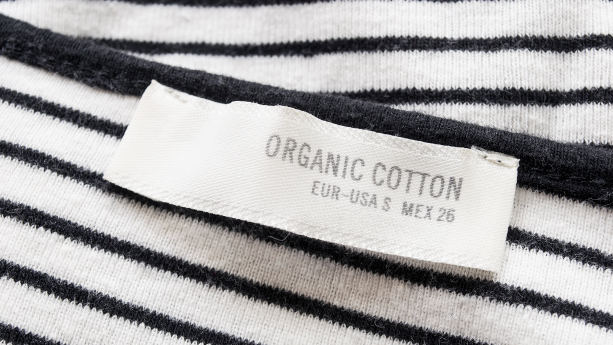 ORGANIC COTTON
EUR-USA S MEX 26